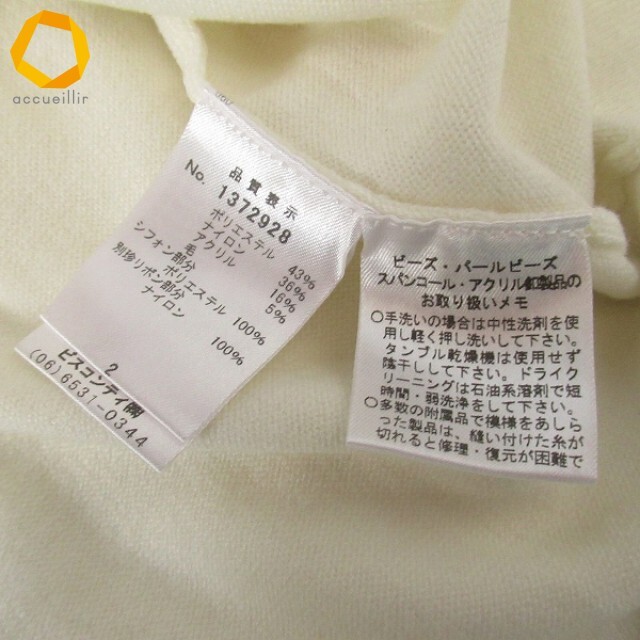 accueillir
品質表示
No. 1372928
ポリエステル 43%
ナイロン 36%
アクリル 16%
毛 5%
シフォン部分
ポリエステル 100%
別珍リボン部分
ナイロン 100%
2
ビスコンティ㈱
(06)6531-0344
ビーズ・パールビーズ
スパンコール・アクリル釦製品の
お取り扱いメモ
●手洗いの場合は中性洗剤を使
用し軽く押し洗いして下さい。
タンブル乾燥機は使用せず
陰干しして下さい。ドライク
リーニングは石油系溶剤で短
時間・弱洗浄をして下さい。
●多数の附属品で模様をあしら
った製品は、縫い付けた糸が
切れると修理・復元が困難で